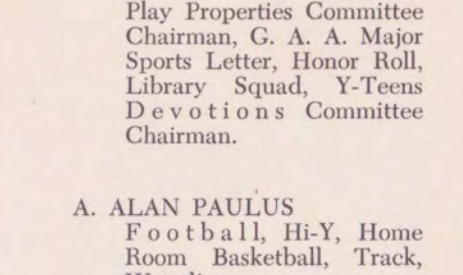 Play Properties Committee
Chairman, G. A. A. Major
Sports Letter, Honor Roll,
Library Squad, Y-Teens
Devotions Committee
Chairman.
A. ALAN PAULUS
Football, Hi-Y, Home
Room Basketball, Track,